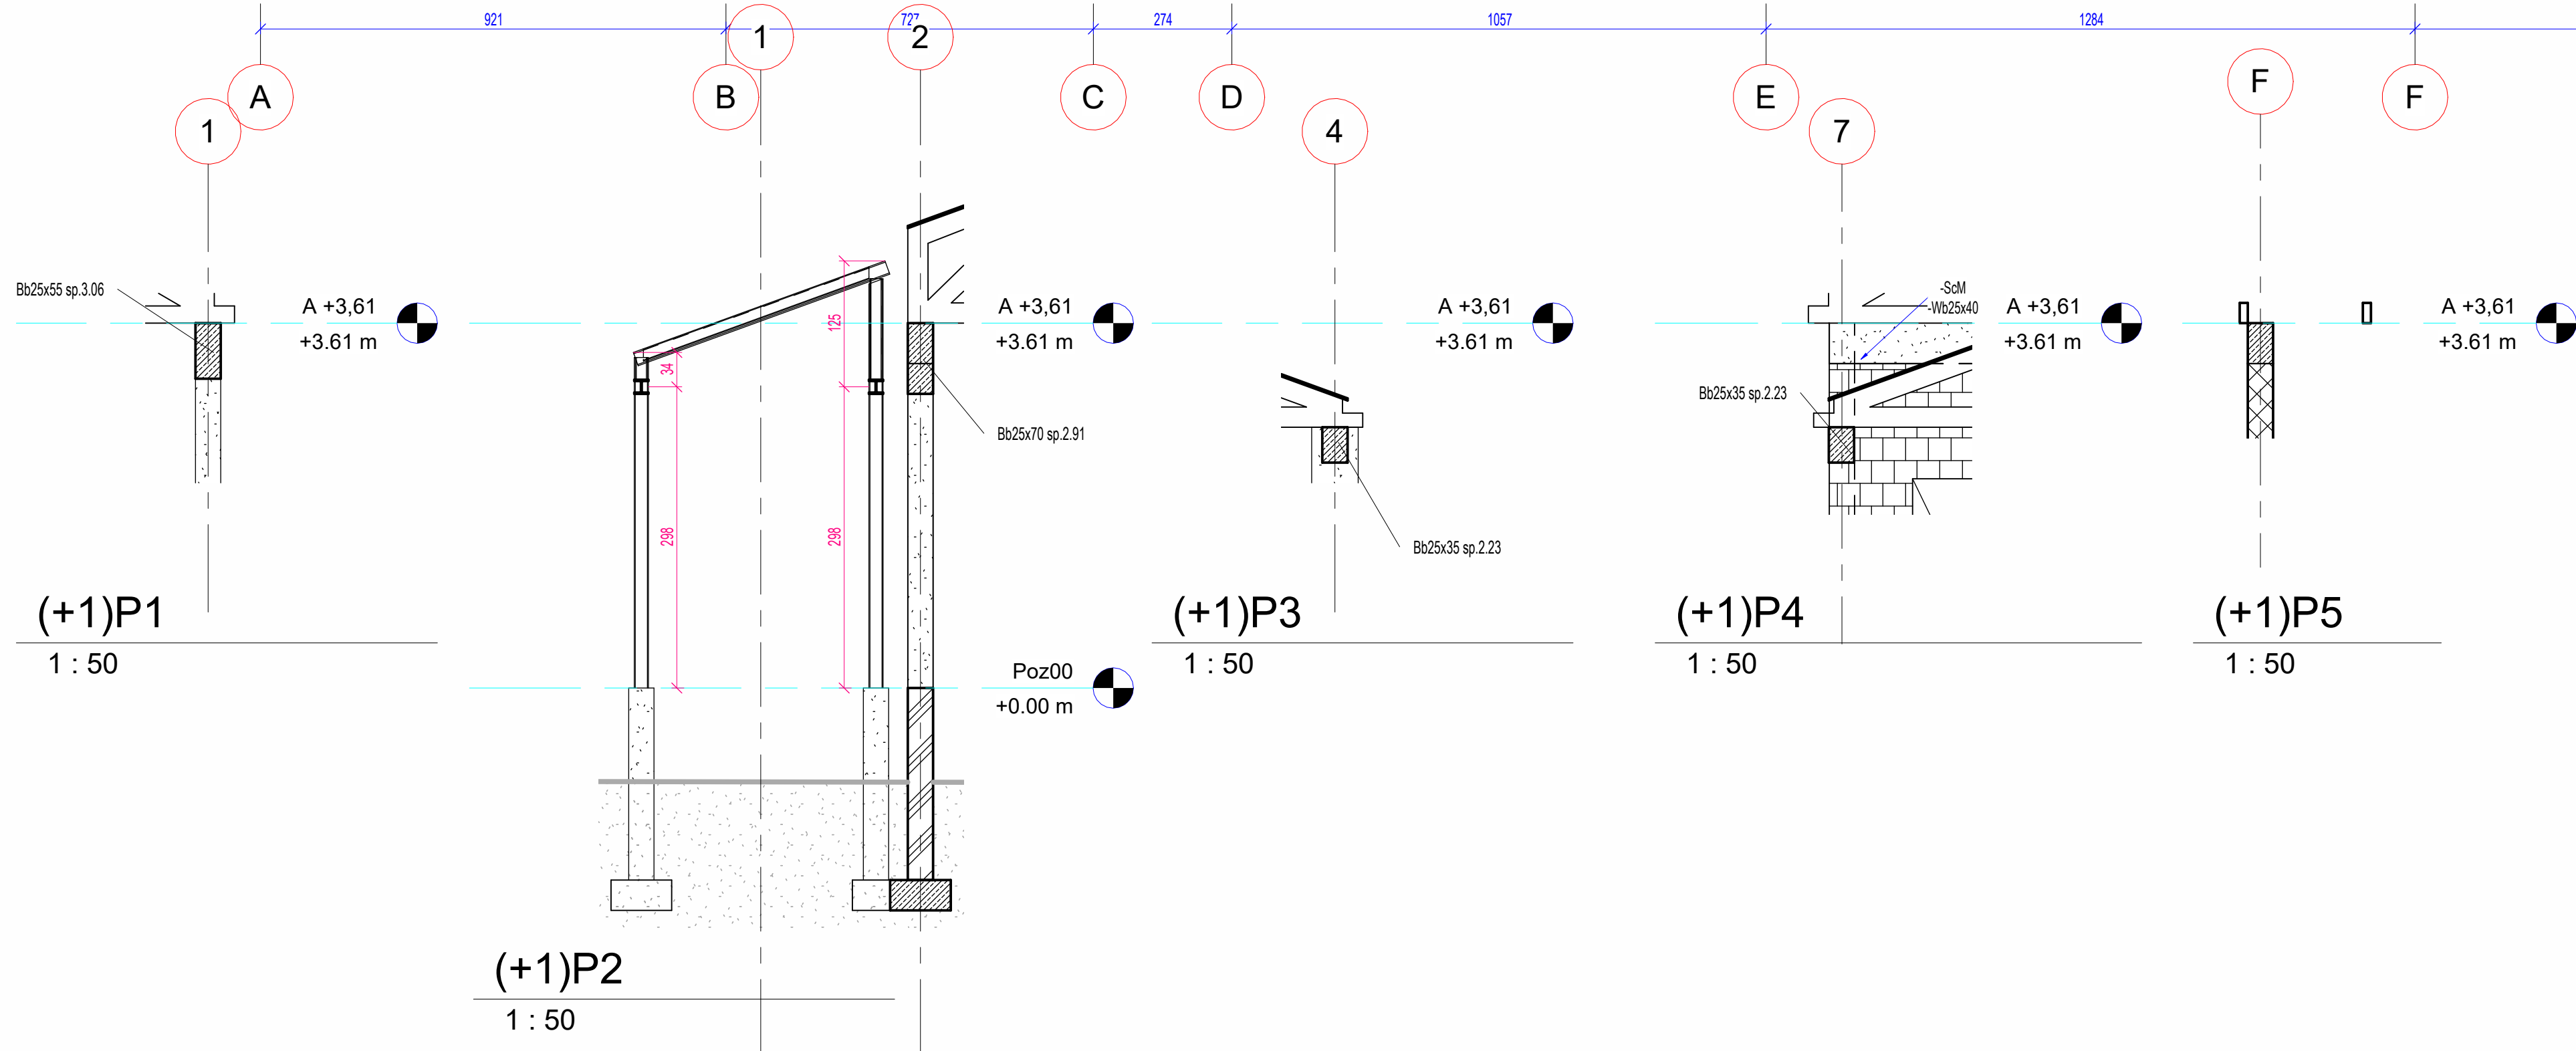 921
727
274
1057
1284
1
2
F
A
B
C
D
E
F
1
4
7
Bb25x55 sp.3.06
A +3,61
+3.61 m
(+1)P1
1 : 50
34
298
125
298
A +3,61
+3.61 m
Bb25x70 sp.2.91
Poz00
+0.00 m
(+1)P2
1 : 50
A +3,61
+3.61 m
Bb25x35 sp.2.23
(+1)P3
1 : 50
-ScM
-Wb25x40
A +3,61
+3.61 m
Bb25x35 sp.2.23
(+1)P4
1 : 50
A +3,61
+3.61 m
(+1)P5
1 : 50